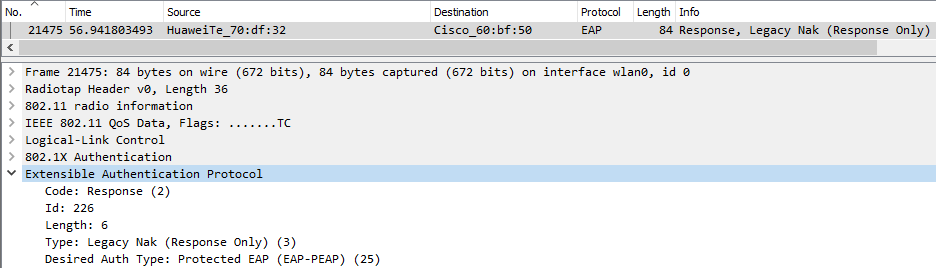 No. Time Source Destination Protocol Length Info
21475 56.941803493 HuaweiTe_70:df:32 Cisco_60:bf:50 EAP 84 Response, Legacy Nak (Response Only)
Frame 21475: 84 bytes on wire (672 bits), 84 bytes captured (672 bits) on interface wlan0, id 0
Radiotap Header v0, Length 36
802.11 radio information
IEEE 802.11 QoS Data, Flags: .......TC
Logical-Link Control
802.1X Authentication
Extensible Authentication Protocol
Code: Response (2)
Id: 226
Length: 6
Type: Legacy Nak (Response Only) (3)
Desired Auth Type: Protected EAP (EAP-PEAP) (25)